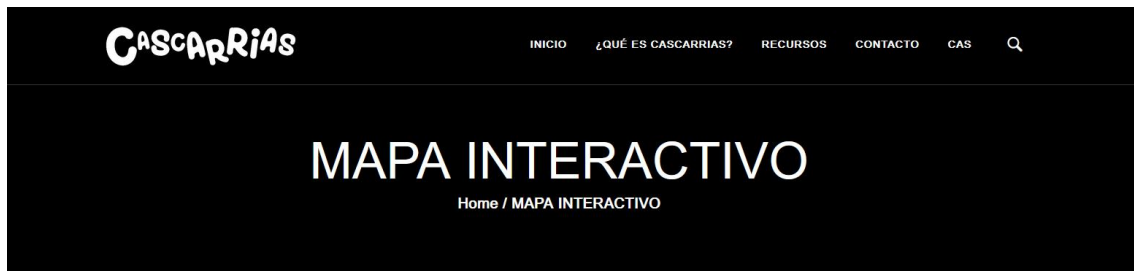 CASCARRIAS
INICIO ¿QUÉ ES CASCARRIAS? RECURSOS CONTACTO CAS
MAPA INTERACTIVO
Home / MAPA INTERACTIVO